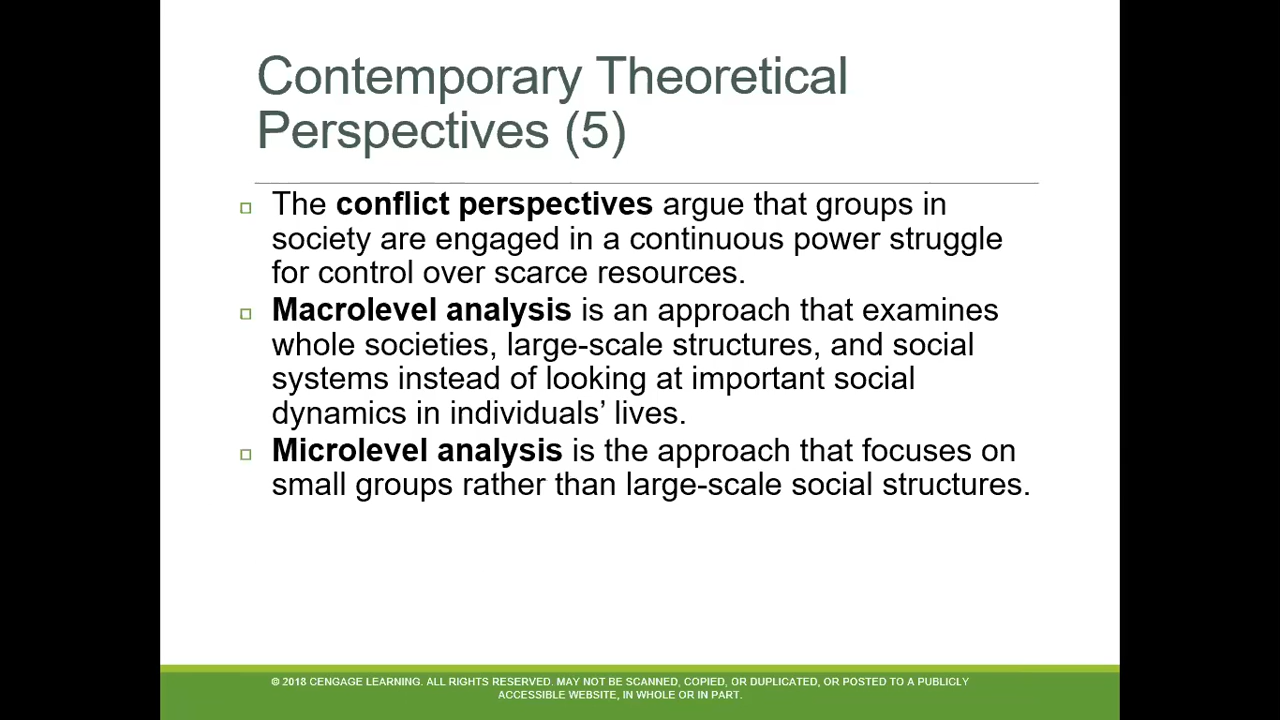 Contemporary Theoretical
Perspectives (5)
The conflict perspectives argue that groups in
society are engaged in a continuous power struggle
for control over scarce resources.
Macrolevel analysis is an approach that examines
whole societies, large-scale structures, and social
systems instead of looking at important social
dynamics in individuals’ lives.
Microlevel analysis is the approach that focuses on
small groups rather than large-scale social structures.
© 2018 CENGAGE LEARNING. ALL RIGHTS RESERVED. MAY NOT BE SCANNED, COPIED, OR DUPLICATED, OR POSTED TO A PUBLICLY
ACCESSIBLE WEBSITE, IN WHOLE OR IN PART.